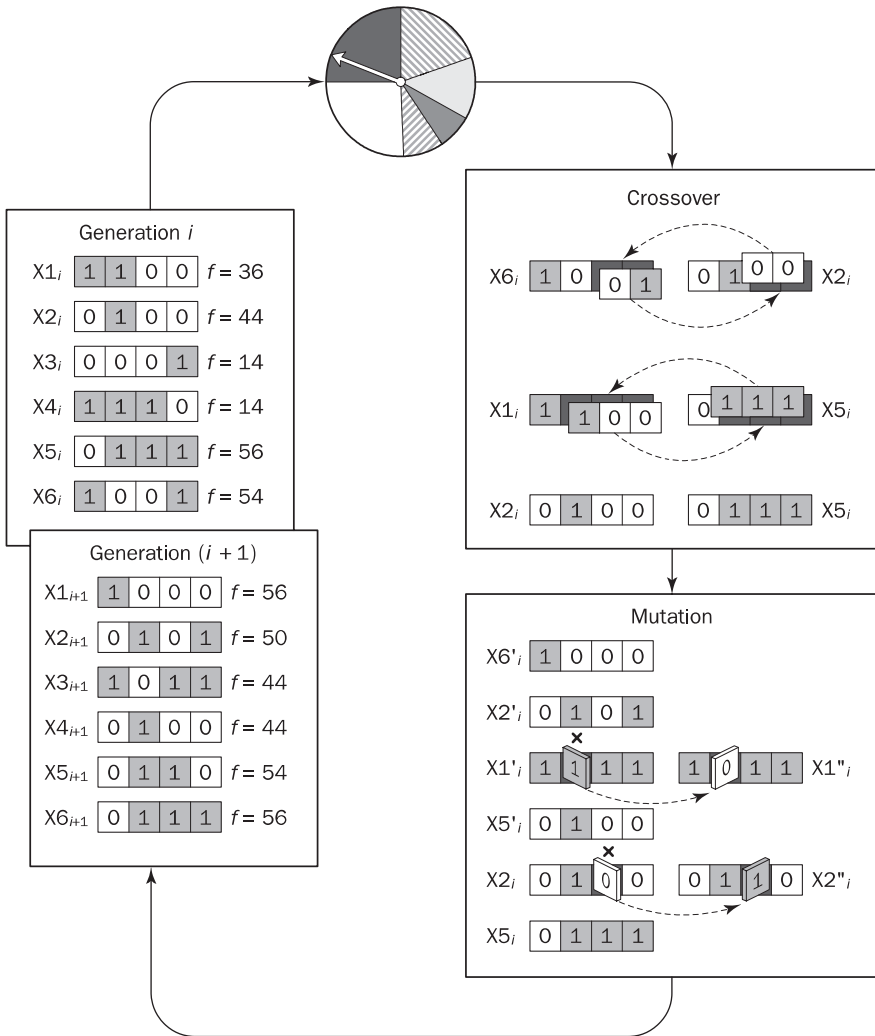 Generation i
X1i 1 1 0 0 f = 36
X2i 0 1 0 0 f = 44
X3i 0 0 0 1 f = 14
X4i 1 1 1 0 f = 14
X5i 0 1 1 1 f = 56
X6i 1 0 0 1 f = 54
Generation (i + 1)
X1i+1 1 0 0 0 f = 56
X2i+1 0 1 0 1 f = 50
X3i+1 1 0 1 1 f = 44
X4i+1 0 1 0 0 f = 44
X5i+1 0 1 1 0 f = 54
X6i+1 0 1 1 1 f = 56
Crossover
X6i 1 0 0 1 0 1 0 0 X2i
X1i 1 1 0 0 0 1 1 1 X5i
X2i 0 1 0 0 0 1 1 1 X5i
Mutation
X6'i 1 0 0 0
X2'i 0 1 0 1
X1'i 1 1 1 1 1 0 1 1 X1"i
X5'i 0 1 0 0
X2i 0 1 0 0 0 1 1 0 X2"i
X5i 0 1 1 1